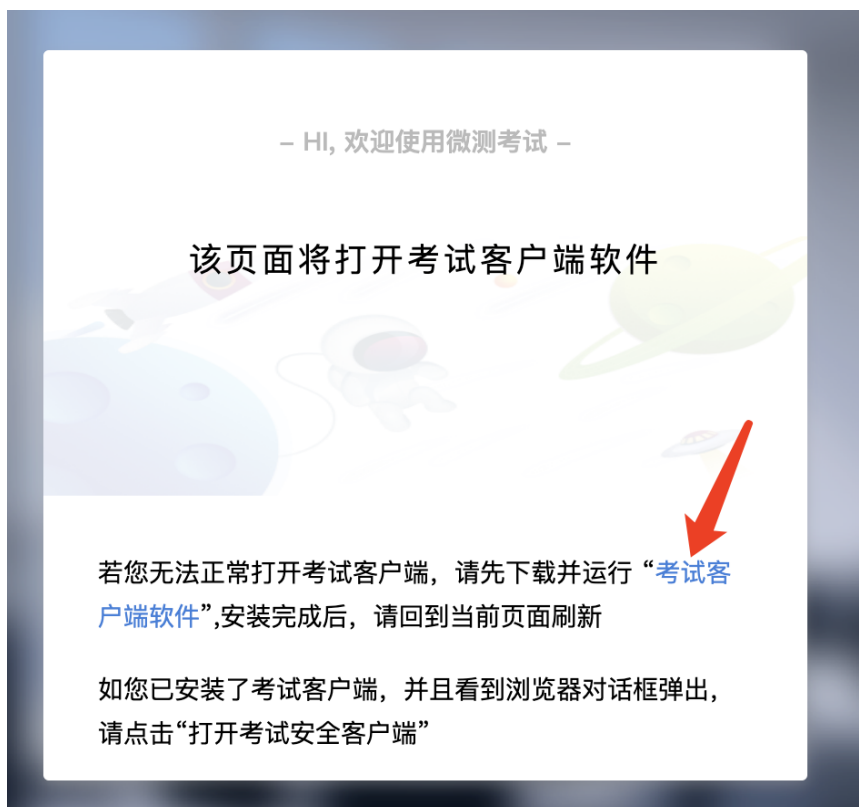 – HI, 欢迎使用微测考试 –
该页面将打开考试客户端软件
若您无法正常打开考试客户端，请先下载并运行 “考试客
户端软件”,安装完成后，请回到当前页面刷新
如您已安装了考试客户端，并且看到浏览器对话框弹出，
请点击“打开考试安全客户端”